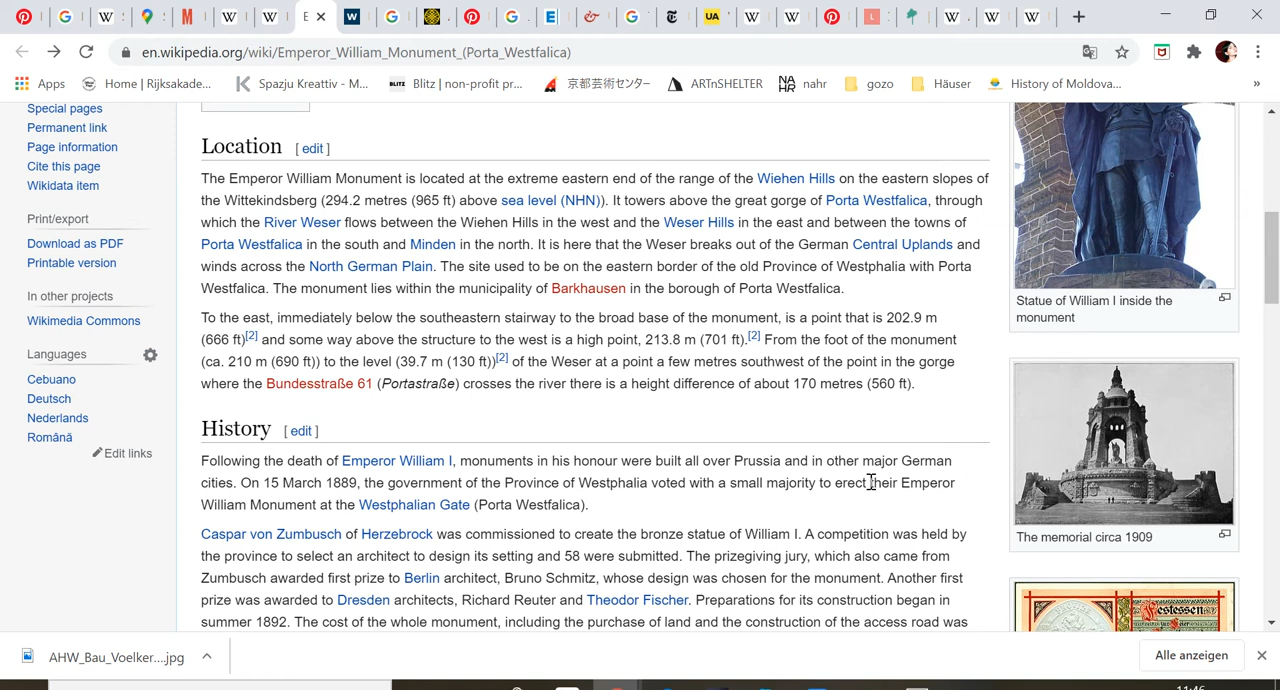 E
UA
L
en.wikipedia.org/wiki/Emperor_William_Monument_(Porta_Westfalica)
Apps
Home | Rijksakade...
Spazju Kreattiv - M...
BLITZ
Blitz | non-profit pr...
京都芸術センター
ARTnSHELTER
NA HR
nahr
gozo
Häuser
History of Moldova...
»
Special pages
Permanent link
Page information
Cite this page
Wikidata item
Print/export
Download as PDF
Printable version
In other projects
Wikimedia Commons
Languages
Cebuano
Deutsch
Nederlands
Română
Edit links
Location [ edit ]
The Emperor William Monument is located at the extreme eastern end of the range of the Wiehen Hills on the eastern slopes of
the Wittekindsberg (294.2 metres (965 ft) above sea level (NHN)). It towers above the great gorge of Porta Westfalica, through
which the River Weser flows between the Wiehen Hills in the west and the Weser Hills in the east and between the towns of
Porta Westfalica in the south and Minden in the north. It is here that the Weser breaks out of the German Central Uplands and
winds across the North German Plain. The site used to be on the eastern border of the old Province of Westphalia with Porta
Westfalica. The monument lies within the municipality of Barkhausen in the borough of Porta Westfalica.
To the east, immediately below the southeastern stairway to the broad base of the monument, is a point that is 202.9 m
(666 ft)[2] and some way above the structure to the west is a high point, 213.8 m (701 ft).[2] From the foot of the monument
(ca. 210 m (690 ft)) to the level (39.7 m (130 ft))[2] of the Weser at a point a few metres southwest of the point in the gorge
where the Bundesstraße 61 (Portastraße) crosses the river there is a height difference of about 170 metres (560 ft).
History [ edit ]
Following the death of Emperor William I, monuments in his honour were built all over Prussia and in other major German
cities. On 15 March 1889, the government of the Province of Westphalia voted with a small majority to erect their Emperor
William Monument at the Westphalian Gate (Porta Westfalica).
Caspar von Zumbusch of Herzebrock was commissioned to create the bronze statue of William I. A competition was held by
the province to select an architect to design its setting and 58 were submitted. The prizegiving jury, which also came from
Zumbusch awarded first prize to Berlin architect, Bruno Schmitz, whose design was chosen for the monument. Another first
prize was awarded to Dresden architects, Richard Reuter and Theodor Fischer. Preparations for its construction began in
summer 1892. The cost of the whole monument, including the purchase of land and the construction of the access road was
Statue of William I inside the
monument
The memorial circa 1909
Festessen
AHW_Bau_Voelker....jpg
Alle anzeigen
11:46